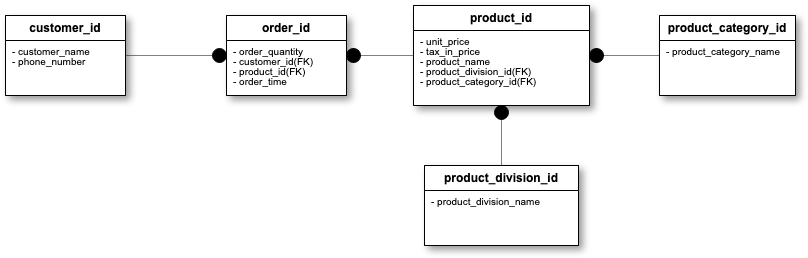 customer_id
- customer_name
- phone_number
order_id
- order_quantity
- customer_id(FK)
- product_id(FK)
- order_time
product_id
- unit_price
- tax_in_price
- product_name
- product_division_id(FK)
- product_category_id(FK)
product_category_id
- product_category_name
product_division_id
- product_division_name